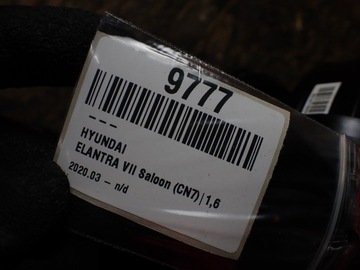 9777
---
HYUNDAI
ELANTRA VII Saloon (CN7) | 1,6
2020.03 - n/d